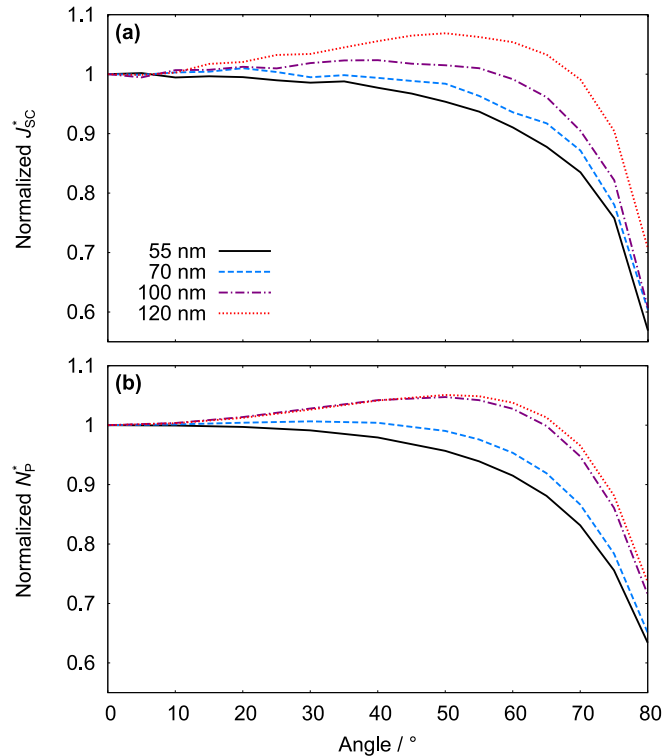 (a)
1.1
1
0.9
0.8
0.7
0.6
Normalized J*SC
55 nm
70 nm
100 nm
120 nm
(b)
1.1
1
0.9
0.8
0.7
0.6
Normalized N*P
0 10 20 30 40 50 60 70 80
Angle / °